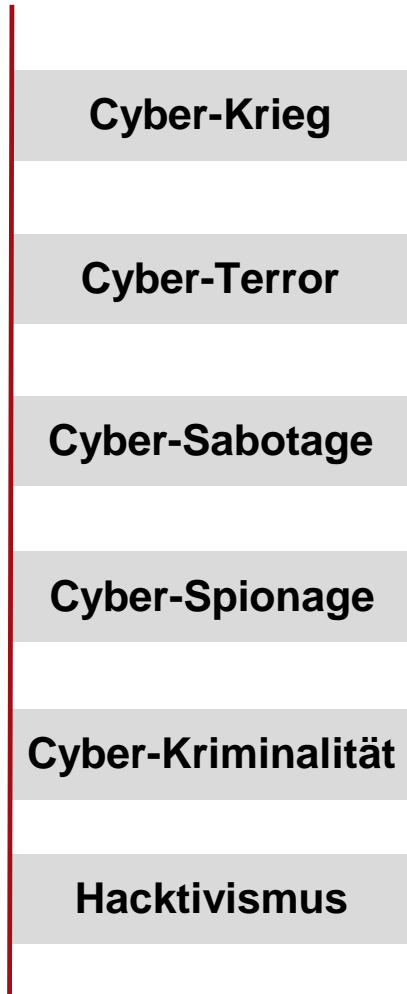 Cyber-Krieg
Cyber-Terror
Cyber-Sabotage
Cyber-Spionage
Cyber-Kriminalität
Hacktivismus